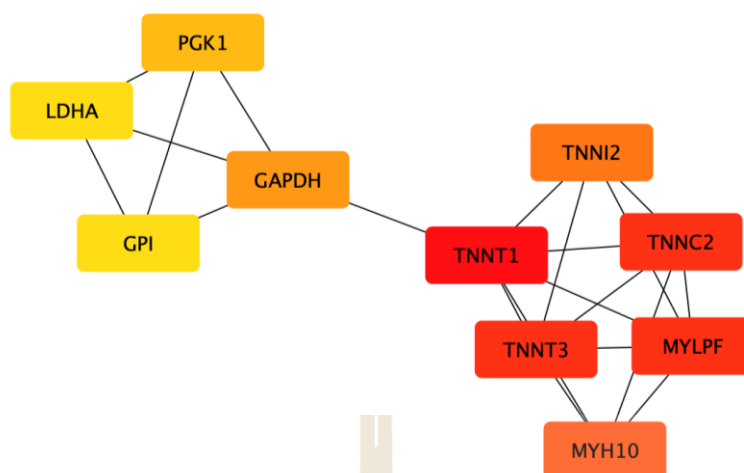 PGK1
LDHA
TNNI2
GAPDH
TNNC2
GPI
TNNT1
TNNT3
MYLPF
MYH10